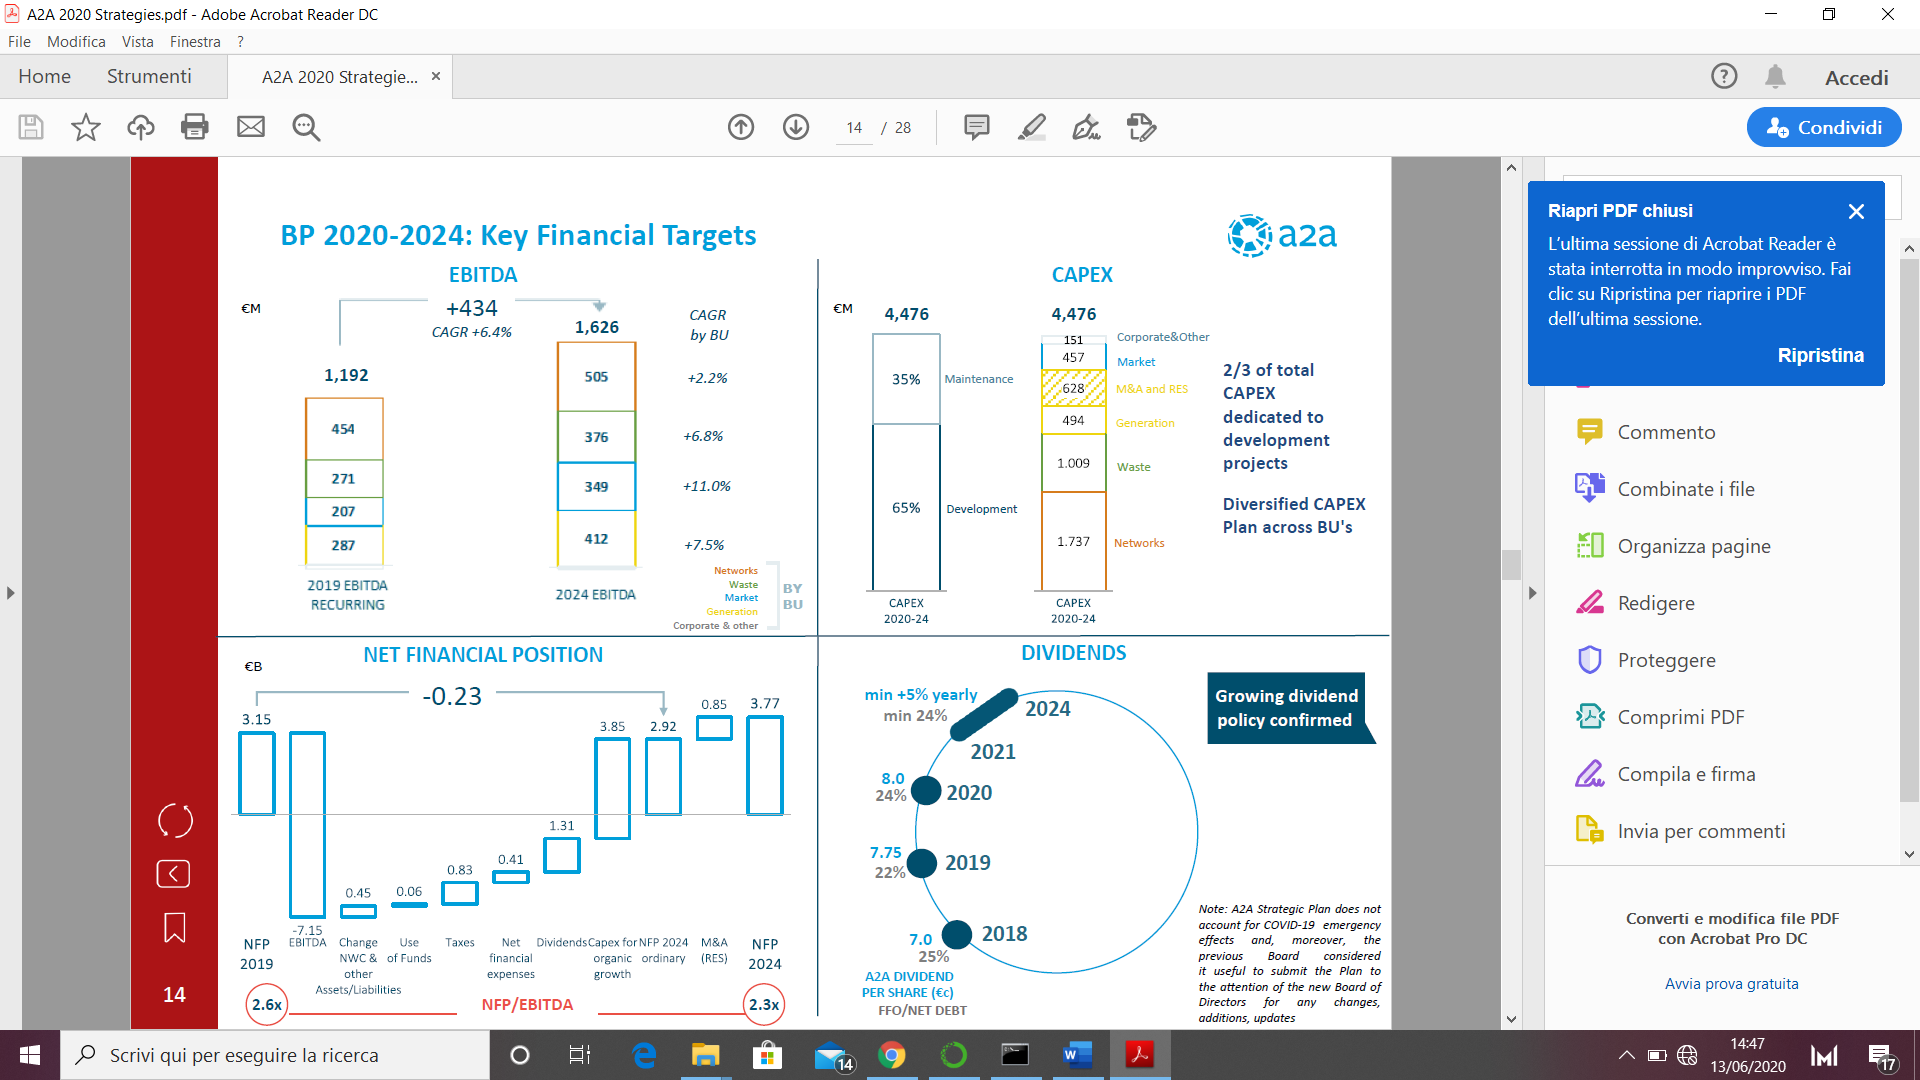 A2A 2020 Strategies.pdf - Adobe Acrobat Reader DC
File Modifica Vista Finestra ?
Home Strumenti A2A 2020 Strategie... × Accedi
14 / 28 Condividi
BP 2020-2024: Key Financial Targets
a2a
EBITDA
€M
+434
CAGR +6.4%
1,192
454
271
207
287
2019 EBITDA
RECURRING
1,626
505
376
349
412
2024 EBITDA
CAGR
by BU
+2.2%
+6.8%
+11.0%
+7.5%
Networks
Waste
Market
Generation
Corporate & other
BY
BU
CAPEX
€M
4,476
35% Maintenance
65% Development
CAPEX
2020-24
4,476
151 Corporate&Other
457 Market
628 M&A and RES
494 Generation
1.009 Waste
1.737 Networks
CAPEX
2020-24
2/3 of total
CAPEX
dedicated to
development
projects
Diversified CAPEX
Plan across BU's
NET FINANCIAL POSITION
€B
-0.23
3.15
-7.15
0.45
0.06
0.83
0.41
1.31
3.85
2.92
0.85
3.77
NFP
2019
EBITDA
Change
NWC &
other
Assets/Liabilities
Use
of Funds
Taxes
Net
financial
expenses
Dividends
Capex for
organic
growth
NFP 2024
ordinary
M&A
(RES)
NFP
2024
2.6x NFP/EBITDA 2.3x
14
DIVIDENDS
min +5% yearly
min 24%
2024
2021
8.0
24%
2020
7.75
22%
2019
7.0
25%
2018
A2A DIVIDEND
PER SHARE (€c)
FFO/NET DEBT
Growing dividend
policy confirmed
Note: A2A Strategic Plan does not
account for COVID-19 emergency
effects and, moreover, the
previous Board considered
it useful to submit the Plan to
the attention of the new Board of
Directors for any changes,
additions, updates
Riapri PDF chiusi
L'ultima sessione di Acrobat Reader è
stata interrotta in modo improvviso. Fai
clic su Ripristina per riaprire i PDF
dell'ultima sessione.
Ripristina
Commento
Combinate i file
Organizza pagine
Redigere
Proteggere
Comprimi PDF
Compila e firma
Invia per commenti
Converti e modifica file PDF
con Acrobat Pro DC
Avvia prova gratuita
Scrivi qui per eseguire la ricerca
14
14:47
13/06/2020
17